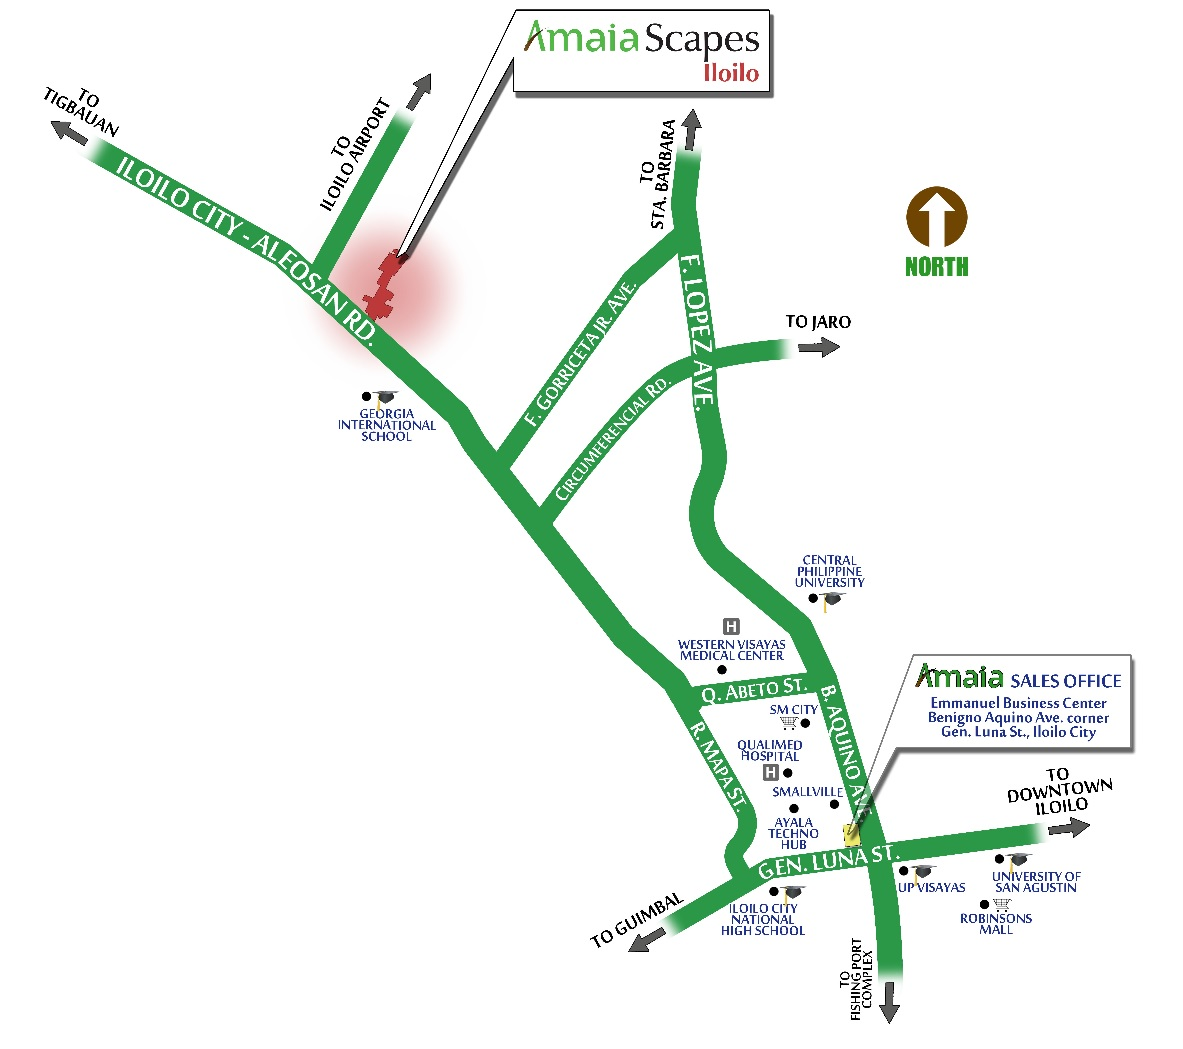 Amaia Scapes
Iloilo
TO
TIGBAUAN
TO
ILOILO AIRPORT
ILOILO CITY - ALEOSAN RD.
TO
STA. BARBARA
NORTH
F. GORRICETA JR. AVE.
F. LOPEZ AVE.
TO JARO
CIRCUMFERENCIAL RD.
GEORGIA
INTERNATIONAL
SCHOOL
CENTRAL
PHILIPPINE
UNIVERSITY
H
WESTERN VISAYAS
MEDICAL CENTER
Q. ABETO ST.
Amaia SALES OFFICE
Emmanuel Business Center
Benigno Aquino Ave. corner
Gen. Luna St., Iloilo City
SM CITY
B. AQUINO AVE.
R. MAPA ST.
QUALIMED
HOSPITAL
H
SMALLVILLE
AYALA
TECHNO
HUB
TO
DOWNTOWN
ILOILO
GEN. LUNA ST.
UP VISAYAS
UNIVERSITY OF
SAN AGUSTIN
ROBINSONS
MALL
ILOILO CITY
NATIONAL
HIGH SCHOOL
TO GUIMBAL
TO
FISHING PORT
COMPLEX